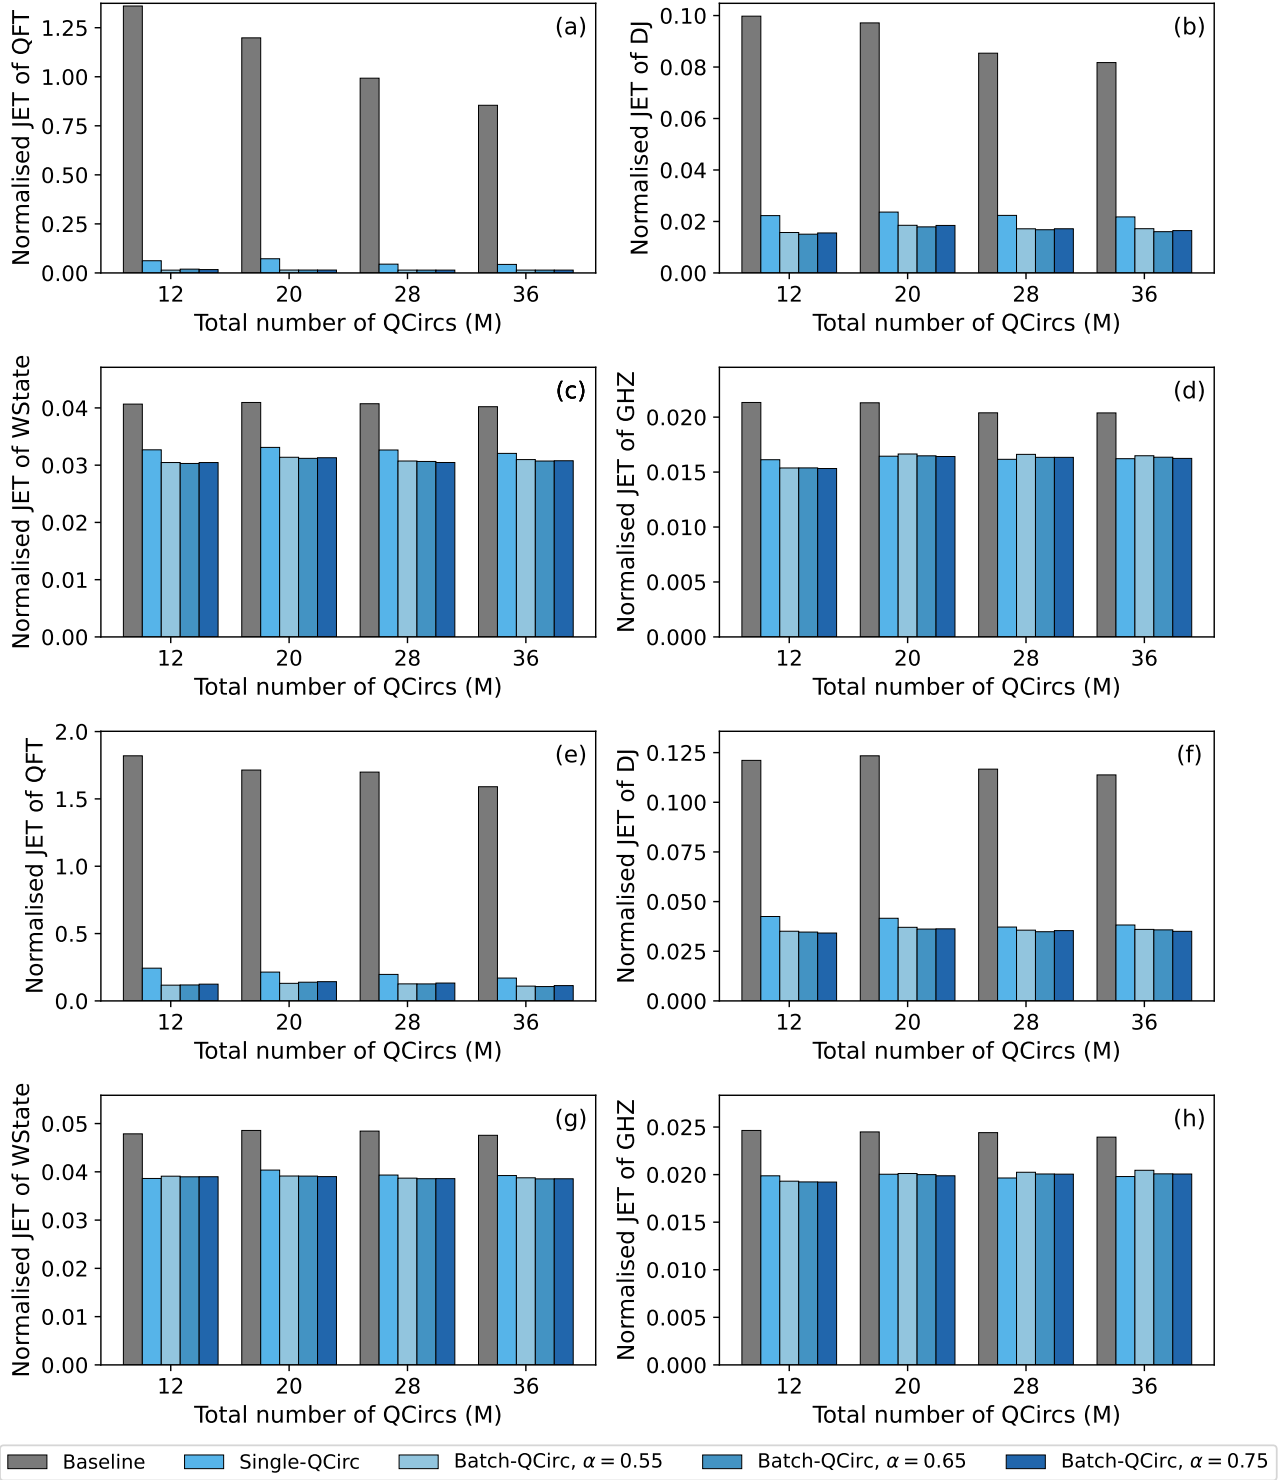 (a)
Normalised JET of QFT
1.25
1.00
0.75
0.50
0.25
0.00
12 20 28 36
Total number of QCircs (M)
(b)
Normalised JET of DJ
0.10
0.08
0.06
0.04
0.02
0.00
12 20 28 36
Total number of QCircs (M)
(c)
Normalised JET of WState
0.04
0.03
0.02
0.01
0.00
12 20 28 36
Total number of QCircs (M)
(d)
Normalised JET of GHZ
0.020
0.015
0.010
0.005
0.000
12 20 28 36
Total number of QCircs (M)
(e)
Normalised JET of QFT
2.0
1.5
1.0
0.5
0.0
12 20 28 36
Total number of QCircs (M)
(f)
Normalised JET of DJ
0.125
0.100
0.075
0.050
0.025
0.000
12 20 28 36
Total number of QCircs (M)
(g)
Normalised JET of WState
0.05
0.04
0.03
0.02
0.01
0.00
12 20 28 36
Total number of QCircs (M)
(h)
Normalised JET of GHZ
0.025
0.020
0.015
0.010
0.005
0.000
12 20 28 36
Total number of QCircs (M)
Baseline Single-QCirc Batch-QCirc, α = 0.55 Batch-QCirc, α = 0.65 Batch-QCirc, α = 0.75